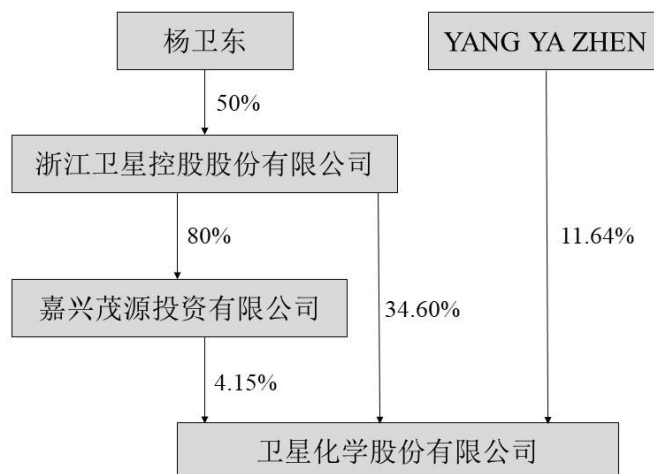 杨卫东
YANG YA ZHEN
50%
浙江卫星控股股份有限公司
80%
11.64%
嘉兴茂源投资有限公司
34.60%
4.15%
卫星化学股份有限公司